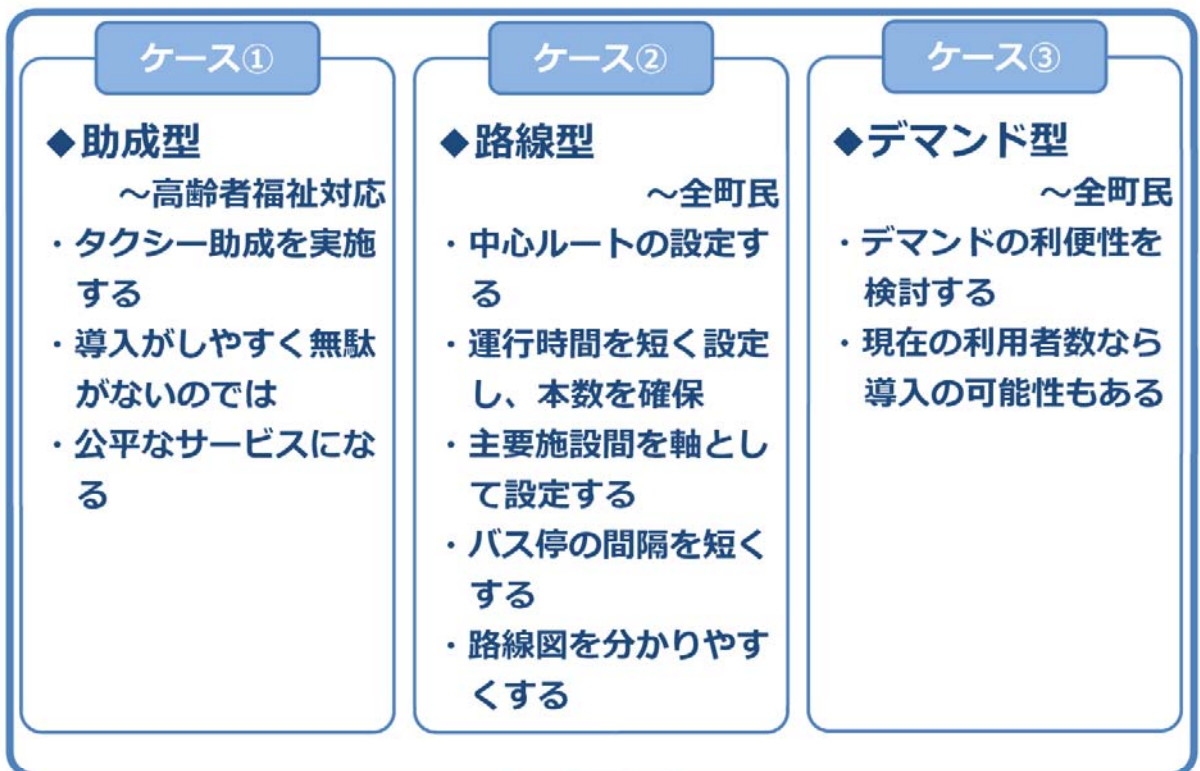 ケース①
◆助成型
～高齢者福祉対応
・タクシー助成を実施
する
・導入がしやすく無駄
がないのでは
・公平なサービスにな
る
ケース②
◆路線型
～全町民
・中心ルートの設定す
る
・運行時間を短く設定
し、本数を確保
・主要施設間を軸とし
て設定する
・バス停の間隔を短く
する
・路線図を分かりやす
くする
ケース③
◆デマンド型
～全町民
・デマンドの利便性を
検討する
・現在の利用者数なら
導入の可能性もある